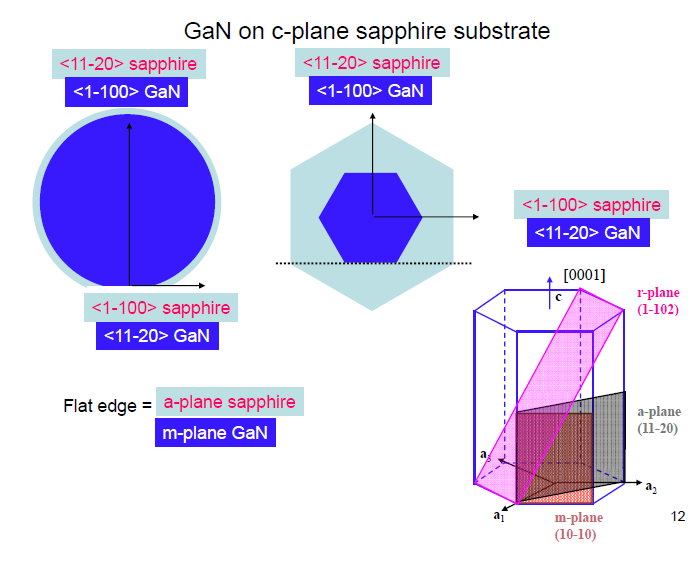 GaN on c-plane sapphire substrate
<11-20> sapphire
<1-100> GaN
<11-20> sapphire
<1-100> GaN
<1-100> sapphire
<11-20> GaN
<1-100> sapphire
<11-20> GaN
Flat edge = a-plane sapphire
m-plane GaN
[0001]
c
r-plane
(1-102)
a-plane
(11-20)
a3
a2
a1
m-plane
(10-10)
12